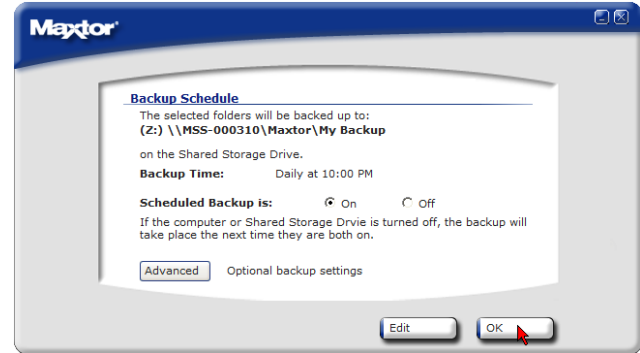 Maxtor
Backup Schedule
The selected folders will be backed up to:
(Z:) \\MSS-000310\Maxtor\My Backup
on the Shared Storage Drive.
Backup Time: Daily at 10:00 PM
Scheduled Backup is: On Off
If the computer or Shared Storage Drvie is turned off, the backup will
take place the next time they are both on.
Advanced Optional backup settings
Edit OK